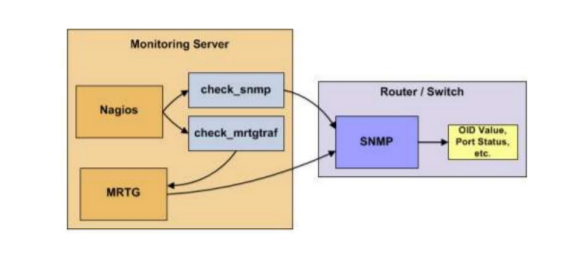 Monitoring Server
check_snmp
Router / Switch
Nagios
check_mrtgtraf
SNMP
OID Value,
Port Status,
etc.
MRTG